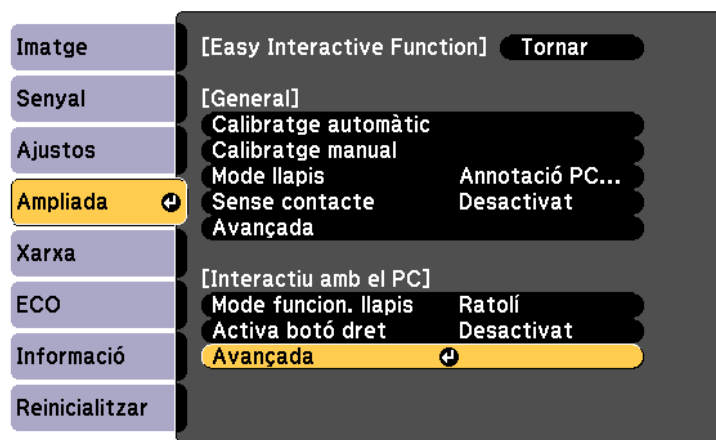 Imatge
Senyal
Ajustos
Ampliada
Xarxa
ECO
Informació
Reinicialitzar
[Easy Interactive Function] Tornar
[General]
Calibratge automàtic
Calibratge manual
Mode llapis Annotació PC...
Sense contacte Desactivat
Avançada
[Interactiu amb el PC]
Mode funcion. llapis Ratolí
Activa botó dret Desactivat
Avançada